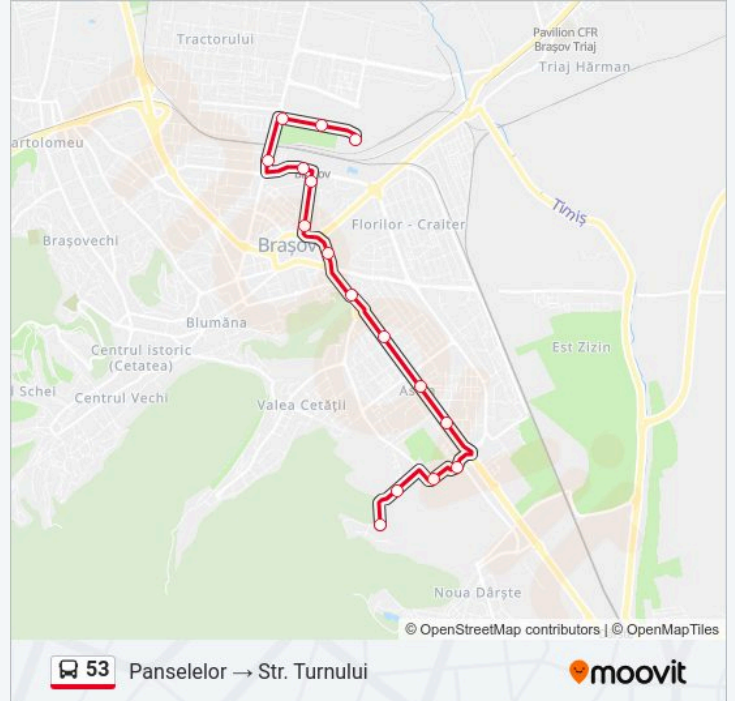 Pavilion CFR
Brașov Triaj
Tractorului
Triaj Hărman
artolomeu
Timiș
Florilor - Craiter
Brașovechi
Brașov
Blumăna
Est Zizin
Centrul istoric
(Cetatea)
l Schei
Centrul Vechi
Valea Cetății
Noua Dârște
© OpenStreetMap contributors | © OpenMapTiles
53
Panselelor → Str. Turnului
moovit